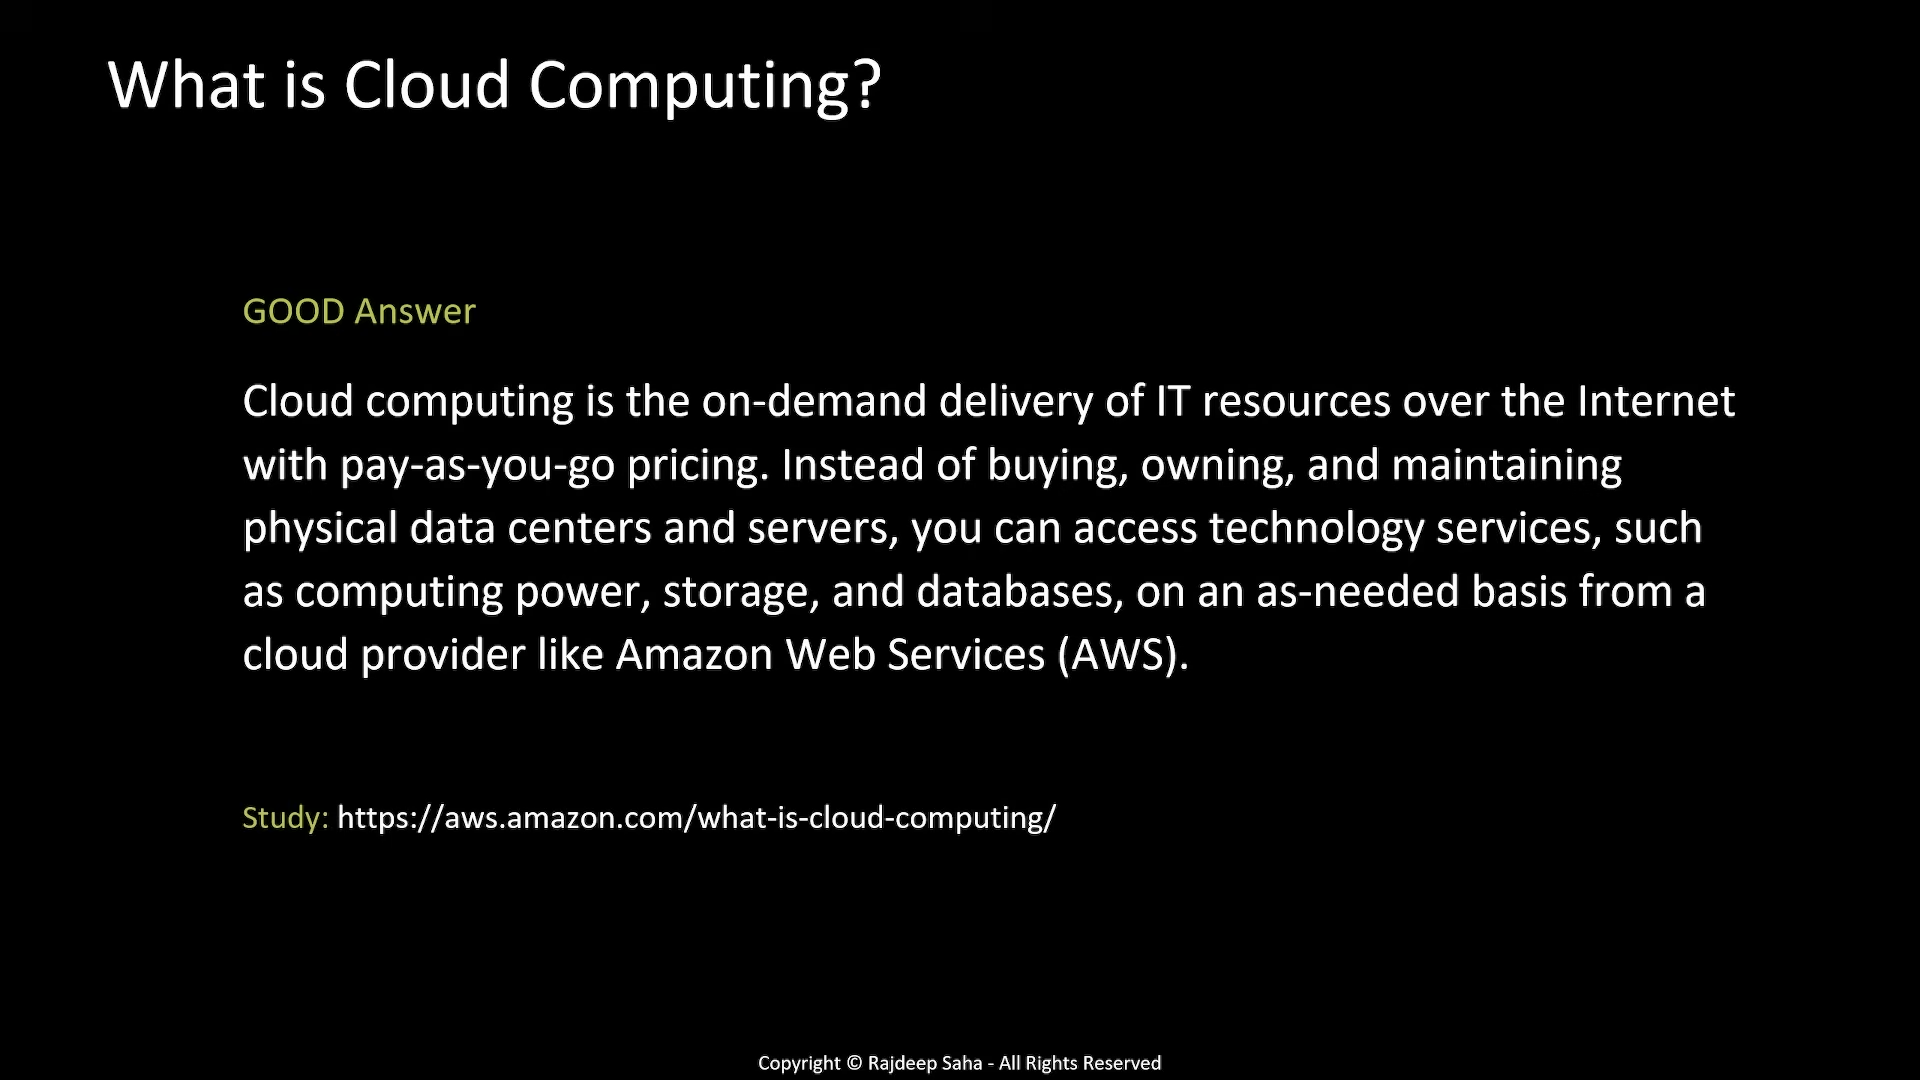 What is Cloud Computing?
GOOD Answer
Cloud computing is the on-demand delivery of IT resources over the Internet
with pay-as-you-go pricing. Instead of buying, owning, and maintaining
physical data centers and servers, you can access technology services, such
as computing power, storage, and databases, on an as-needed basis from a
cloud provider like Amazon Web Services (AWS).
Study: https://aws.amazon.com/what-is-cloud-computing/
Copyright © Rajdeep Saha - All Rights Reserved